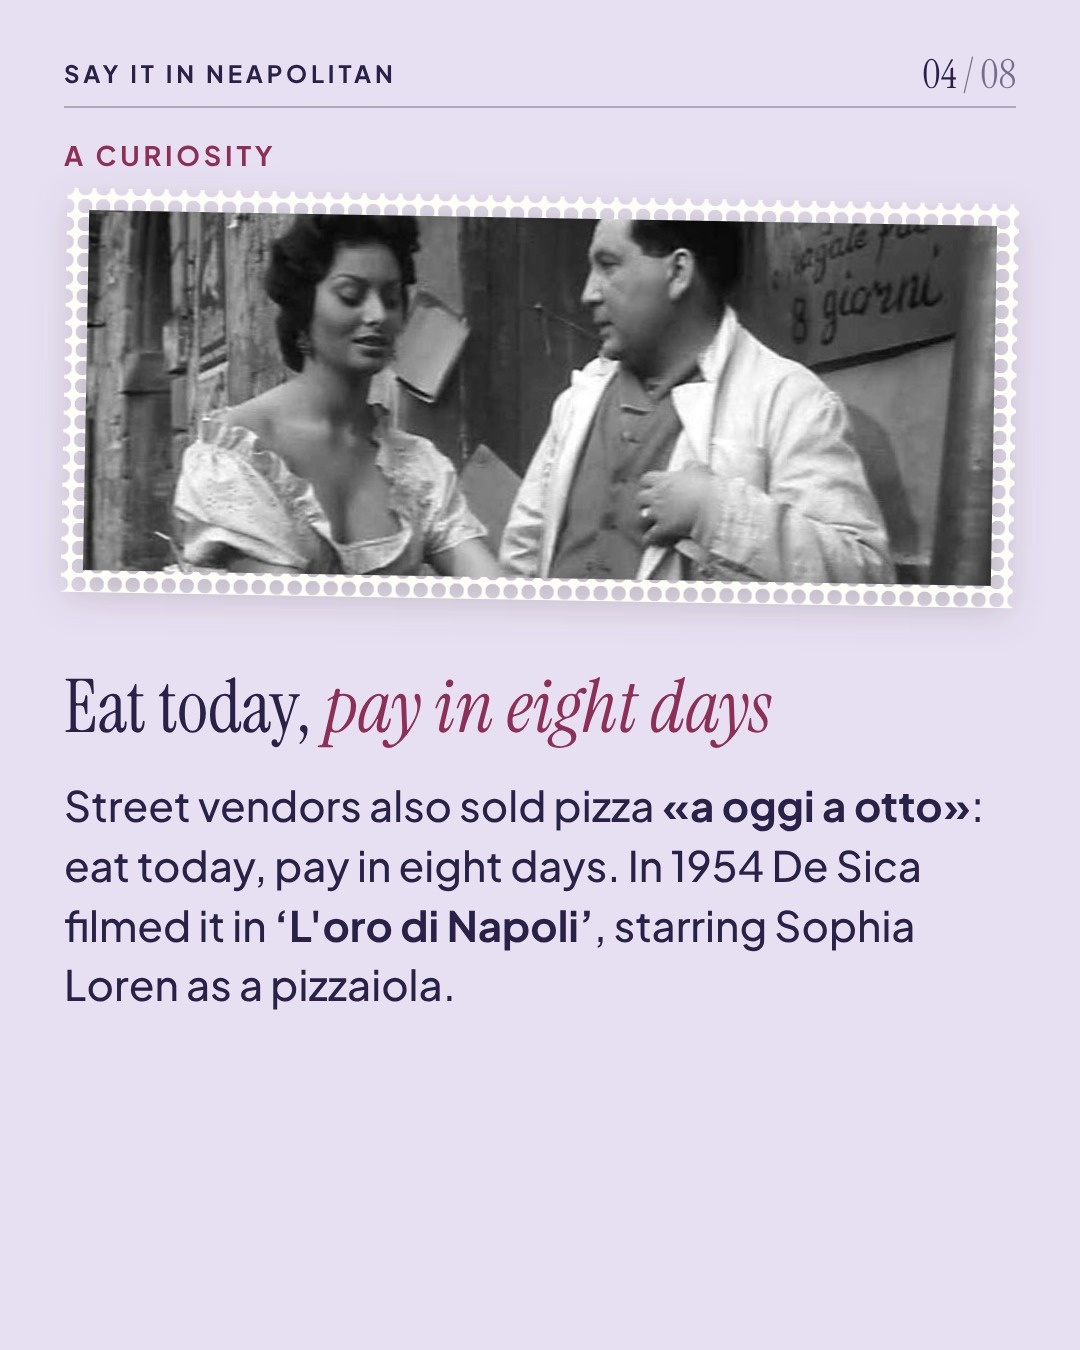 SAY IT IN NEAPOLITAN
04 / 08
A CURIOSITY
8 giorni
Eat today, pay in eight days
Street vendors also sold pizza «a oggi a otto»:
eat today, pay in eight days. In 1954 De Sica
filmed it in ‘L'oro di Napoli’, starring Sophia
Loren as a pizzaiola.